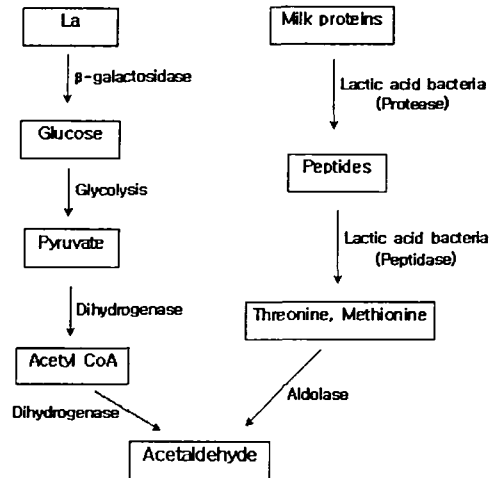 La
β-galactosidase
Glucose
Glycolysis
Pyruvate
Dihydrogenase
Acetyl CoA
Dihydrogenase
Milk proteins
Lactic acid bacteria
(Protease)
Peptides
Lactic acid bacteria
(Peptidase)
Threonine, Methionine
Aldolase
Acetaldehyde